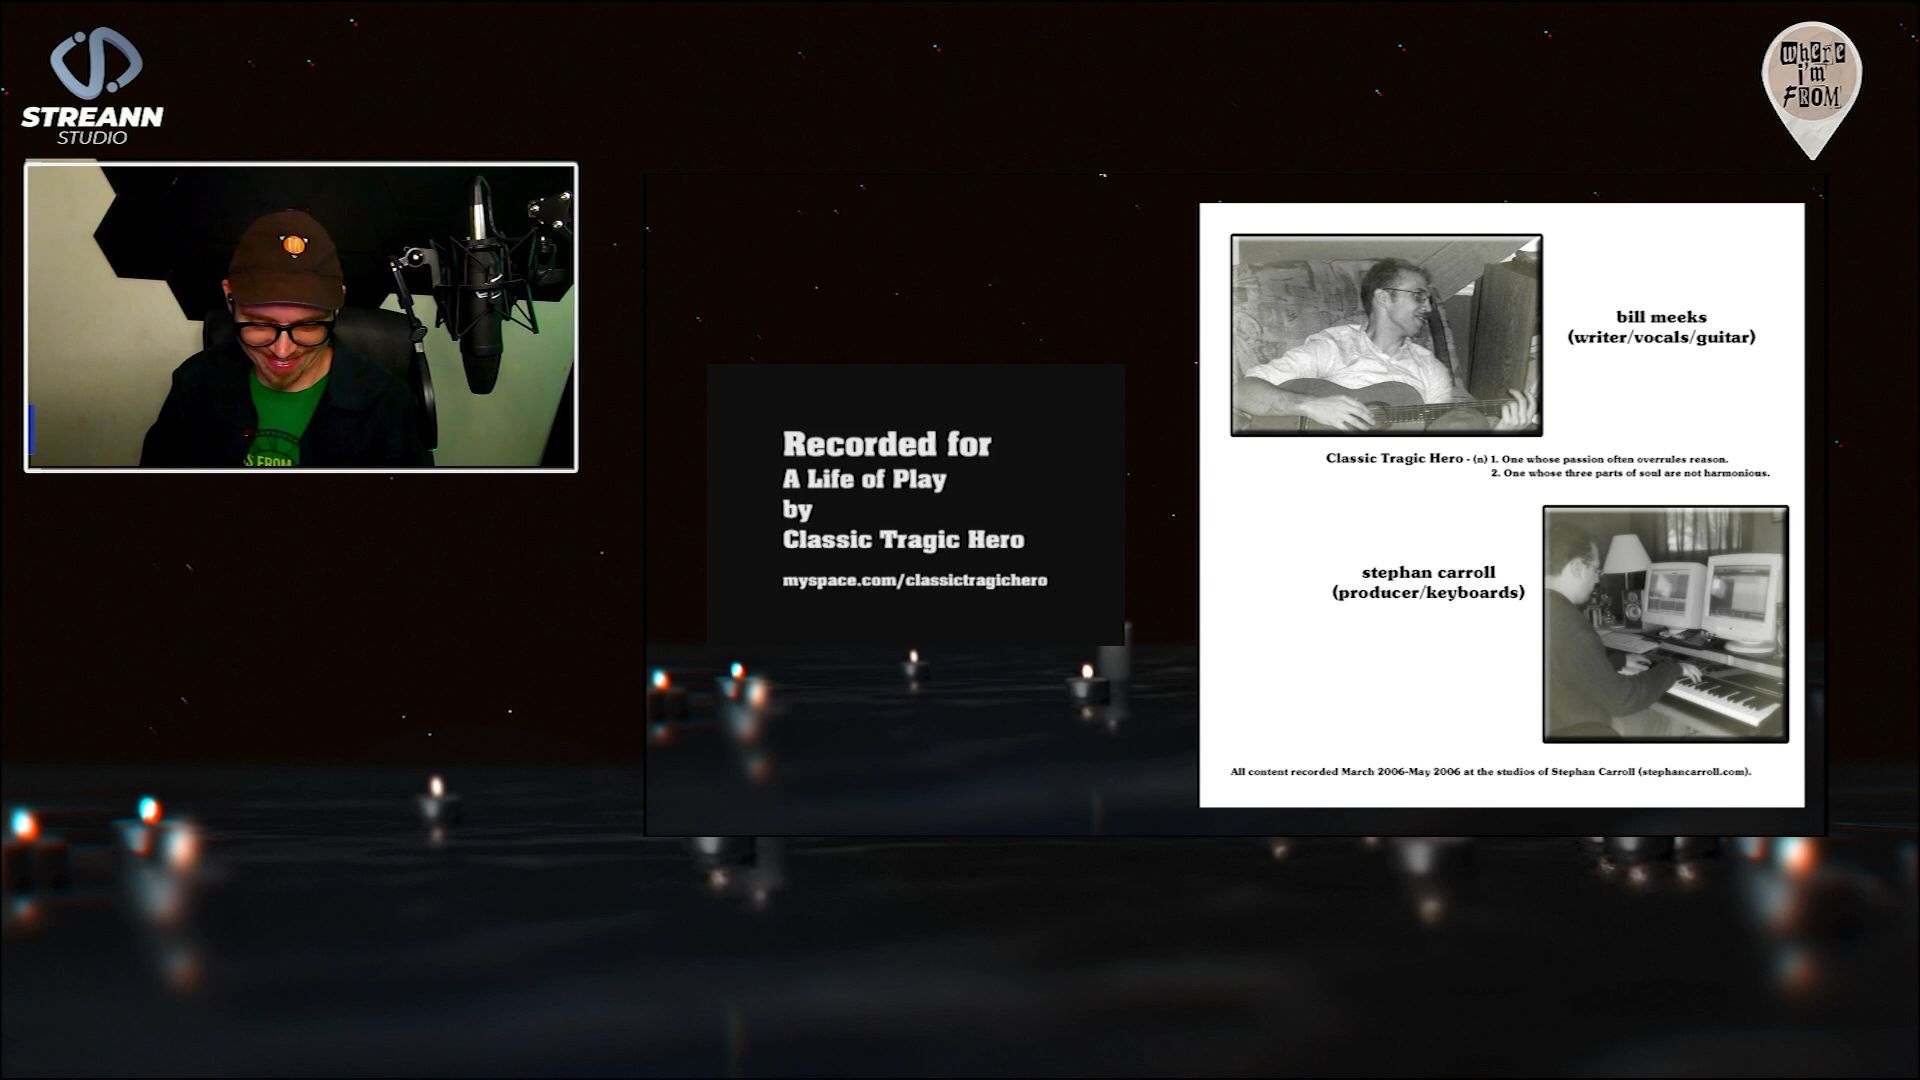 STREANN
STUDIO
WHERE
i'm
FROM
S FROM
Recorded for
A Life of Play
by
Classic Tragic Hero
myspace.com/classictragichero
bill meeks
(writer/vocals/guitar)
Classic Tragic Hero - (n) 1. One whose passion often overrules reason.
2. One whose three parts of soul are not harmonious.
stephan carroll
(producer/keyboards)
All content recorded March 2006-May 2006 at the studios of Stephan Carroll (stephancarroll.com).